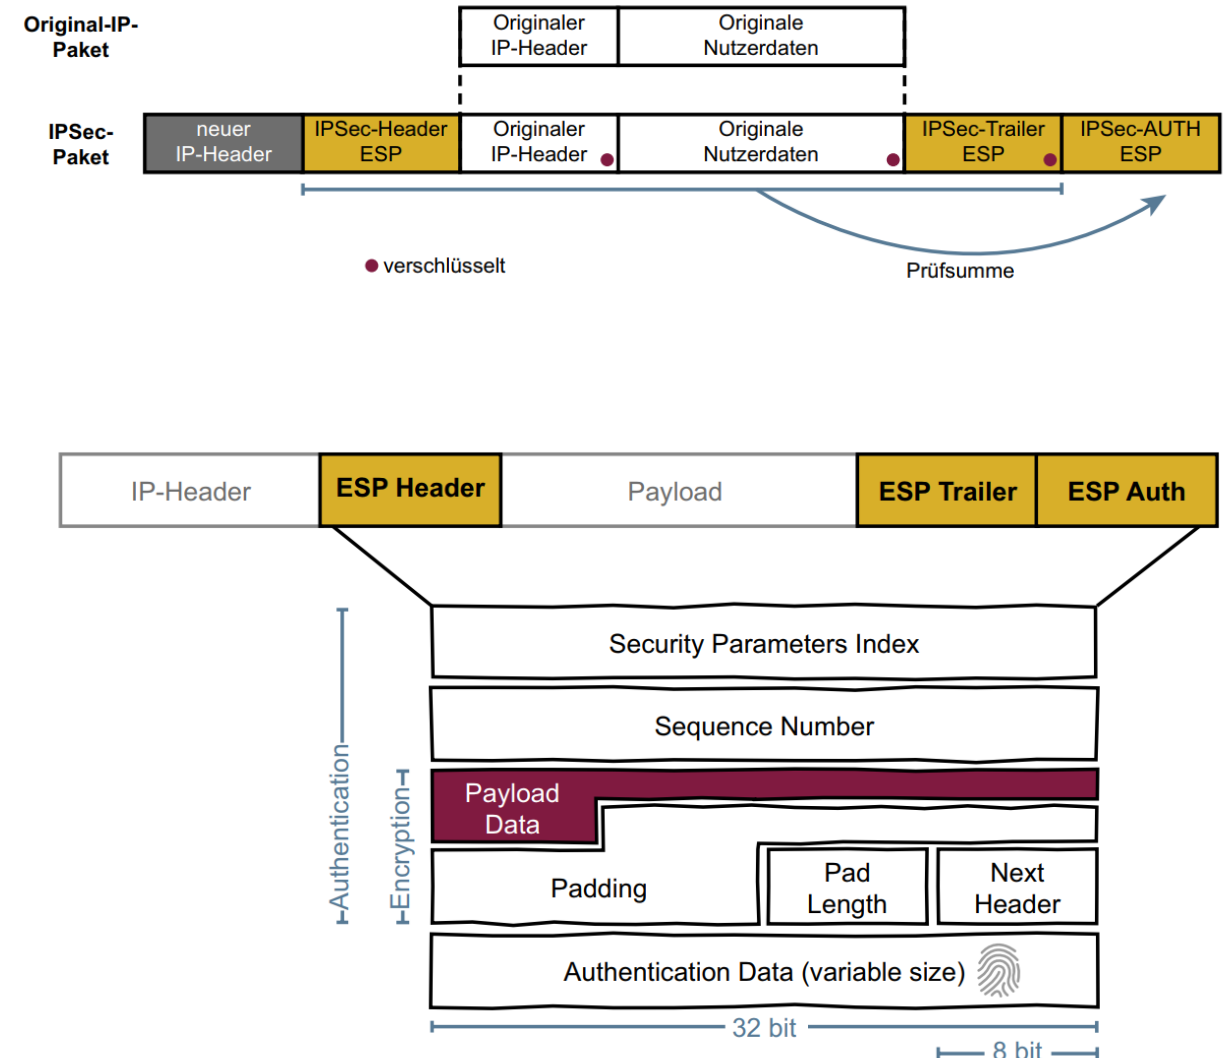 Original-IP-
Paket
Originaler
IP-Header
Originale
Nutzerdaten
IPSec-
Paket
neuer
IP-Header
IPSec-Header
ESP
Originaler
IP-Header
Originale
Nutzerdaten
IPSec-Trailer
ESP
IPSec-AUTH
ESP
verschlüsselt
Prüfsumme
IP-Header
ESP Header
Payload
ESP Trailer
ESP Auth
Security Parameters Index
Sequence Number
Authentication
Encryption
Payload
Data
Padding
Pad
Length
Next
Header
Authentication Data (variable size)
32 bit
8 bit